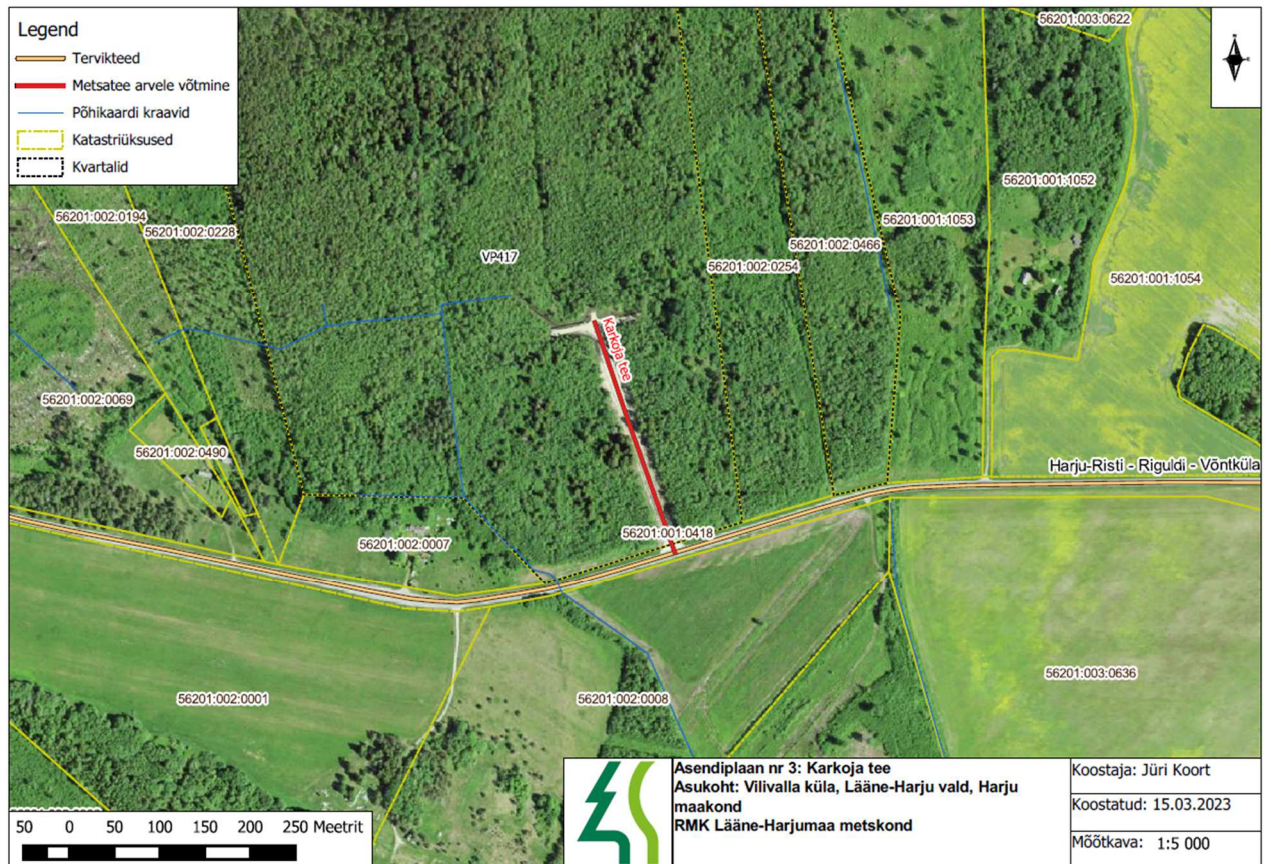 Legend
Tervikteed
Metsatee arvele võtmine
Põhikaardi kraavid
Katastriüksused
Kvartalid
56201:003:0622
56201:001:1052
56201:002:0194
56201:002:0228
56201:001:1053
56201:002:0466
VP417
56201:002:0254
56201:001:1054
Karkoja tee
56201:002:0069
56201:002:0490
Harju-Risti - Riguldi - Võntküla
56201:001:0418
56201:002:0007
56201:003:0636
56201:002:0001
56201:002:0008
50 0 50 100 150 200 250 Meetrit
Asendiplaan nr 3: Karkoja tee
Asukoht: Vilivalla küla, Lääne-Harju vald, Harju
maakond
RMK Lääne-Harjumaa metskond
Koostaja: Jüri Koort
Koostatud: 15.03.2023
Mõõtkava: 1:5 000